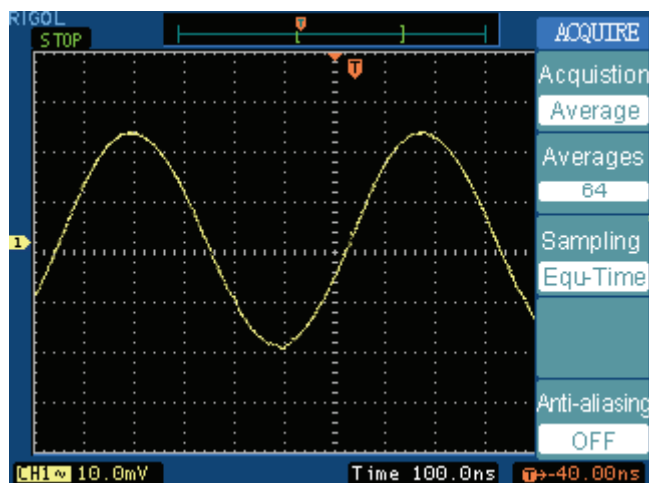 RIGOL
STOP
T
T
ACQUIRE
Acquistion
Average
Averages
64
1
Sampling
Equ-Time
Anti-aliasing
OFF
CH1~ 10.0mV Time 100.0ns T→-40.00ns